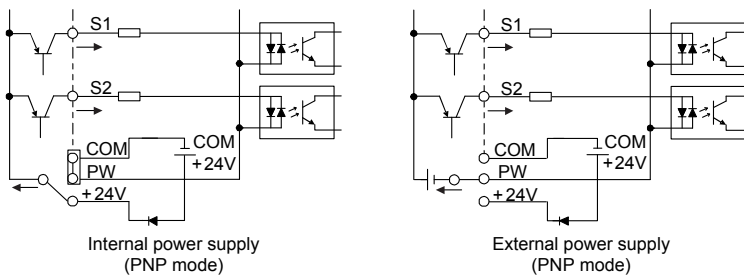 S1
S2
COM
COM
PW
+24V
+24V
Internal power supply
(PNP mode)
S1
S2
COM
COM
PW
+24V
+24V
External power supply
(PNP mode)